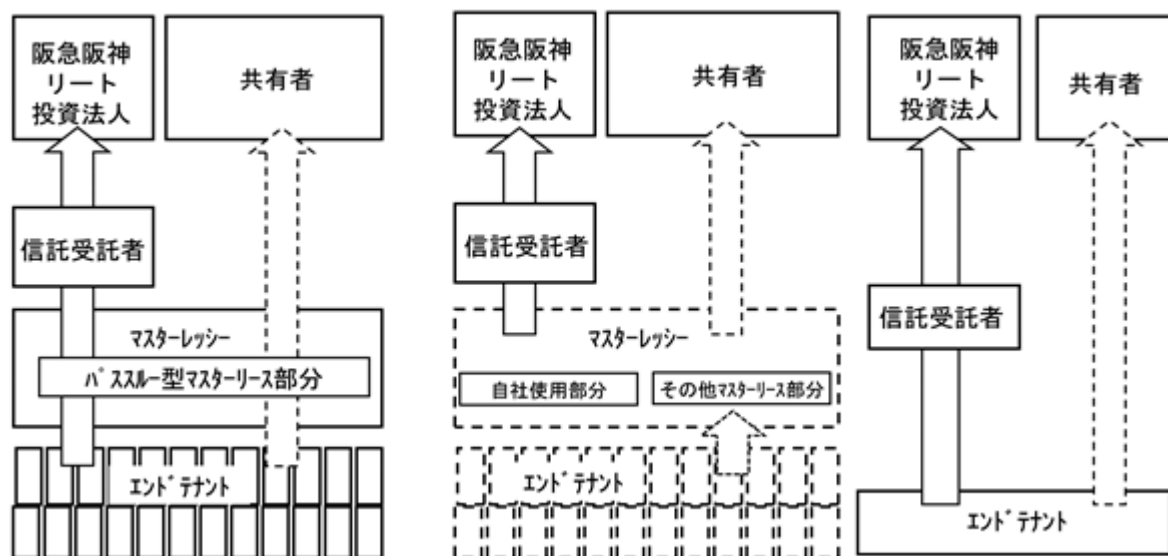 阪急阪神
リート
投資法人
共有者
信託受託者
マスターレッシー
パススルー型マスターリース部分
エンドテナント
阪急阪神
リート
投資法人
共有者
信託受託者
マスターレッシー
自社使用部分
その他マスターリース部分
エンドテナント
阪急阪神
リート
投資法人
共有者
信託受託者
エンドテナント